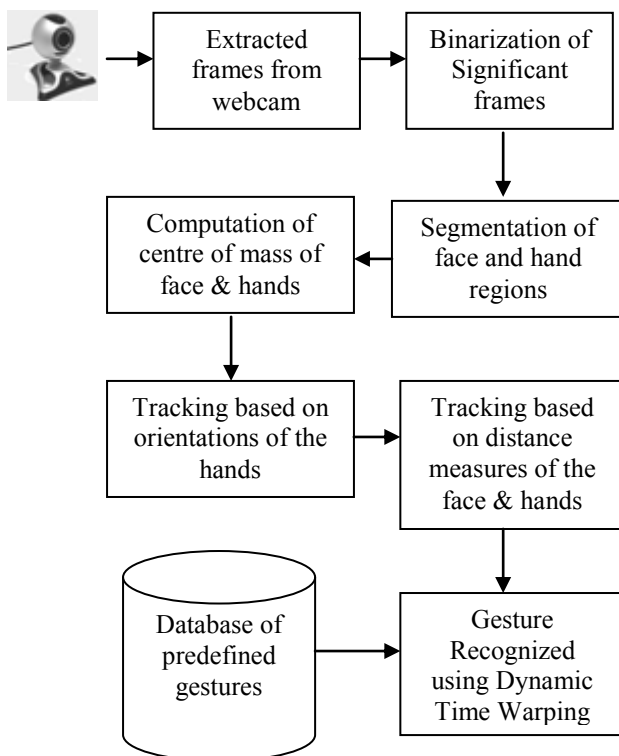 Extracted
frames from
webcam
Binarization of
Significant
frames
Segmentation of
face and hand
regions
Computation of
centre of mass of
face & hands
Tracking based on
orientations of the
hands
Tracking based
on distance
measures of the
face & hands
Database of
predefined
gestures
Gesture
Recognized
using Dynamic
Time Warping